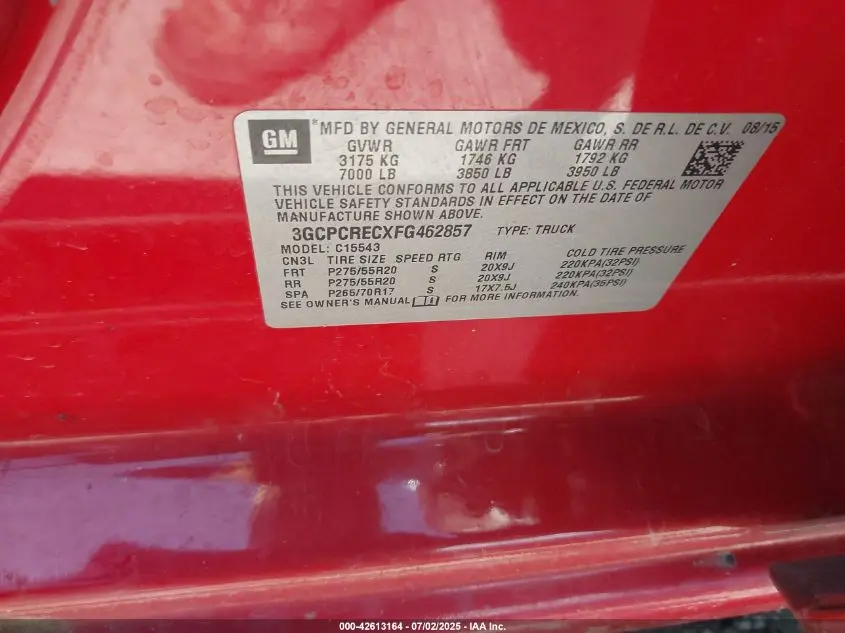 GM
® MFD BY GENERAL MOTORS DE MEXICO, S. DE R.L. DE C.V. 08/15
GVWR GAWR FRT GAWR RR
3175 KG 1746 KG 1792 KG
7000 LB 3850 LB 3950 LB
THIS VEHICLE CONFORMS TO ALL APPLICABLE U.S. FEDERAL MOTOR
VEHICLE SAFETY STANDARDS IN EFFECT ON THE DATE OF
MANUFACTURE SHOWN ABOVE.
3GCPCRECXFG462857 TYPE: TRUCK
MODEL: C15543
CN3L TIRE SIZE SPEED RTG RIM COLD TIRE PRESSURE
FRT P275/55R20 S 20X9J 220KPA(32PSI)
RR P275/55R20 S 20X9J 220KPA(32PSI)
SPA P265/70R17 S 17X7.5J 240KPA(35PSI)
SEE OWNER'S MANUAL FOR MORE INFORMATION.
000-42613164 - 07/02/2025 - IAA Inc.